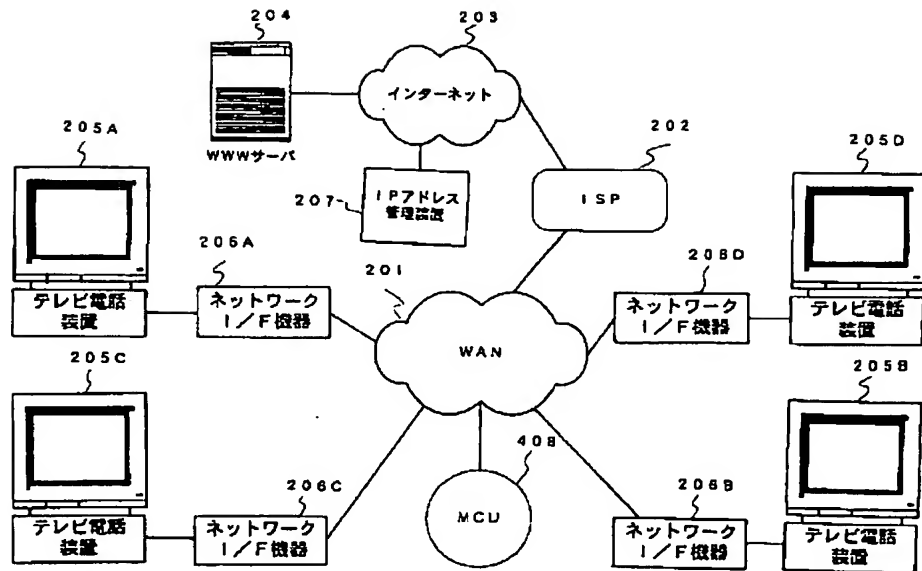 204
203
インターネット
WWWサーバ
202
ISP
207
IPアドレス
管理装置
205A
テレビ電話
装置
206A
ネットワーク
I/F機器
201
WAN
208D
ネットワーク
I/F機器
205D
テレビ電話
装置
205C
テレビ電話
装置
206C
ネットワーク
I/F機器
408
MCU
206B
ネットワーク
I/F機器
205B
テレビ電話
装置